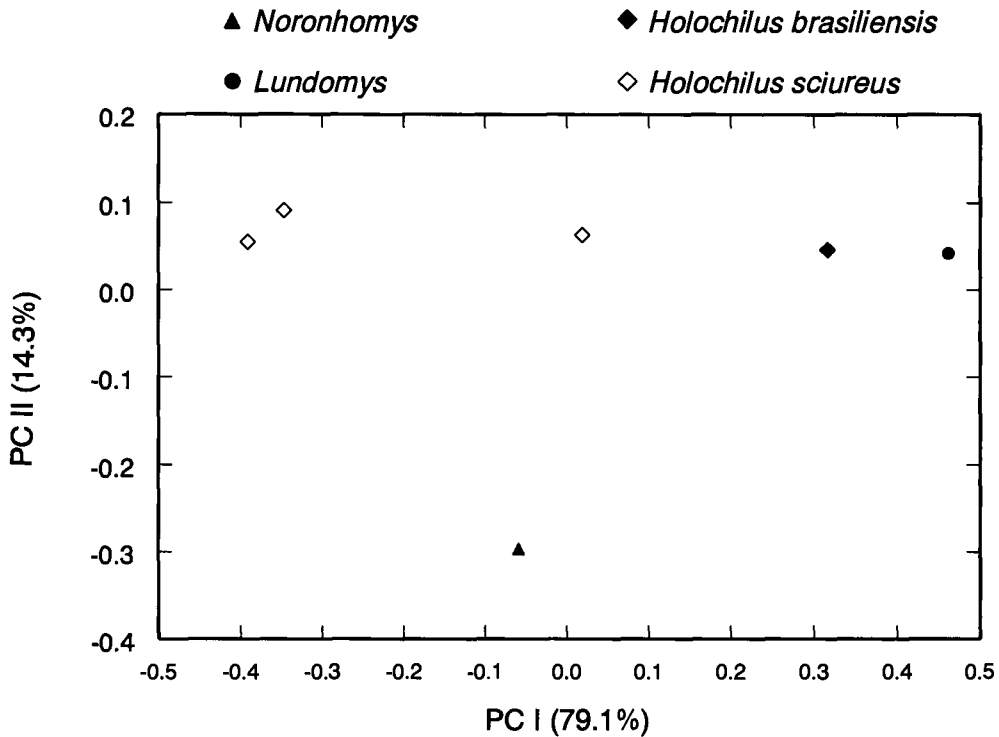 ▲ Noronhomys ◆ Holochilus brasiliensis
● Lundomys ◇ Holochilus sciureus
0.2
0.1
0.0
-0.1
-0.2
-0.3
-0.4
PC II (14.3%)
-0.5 -0.4 -0.3 -0.2 -0.1 0.0 0.1 0.2 0.3 0.4 0.5
PC I (79.1%)